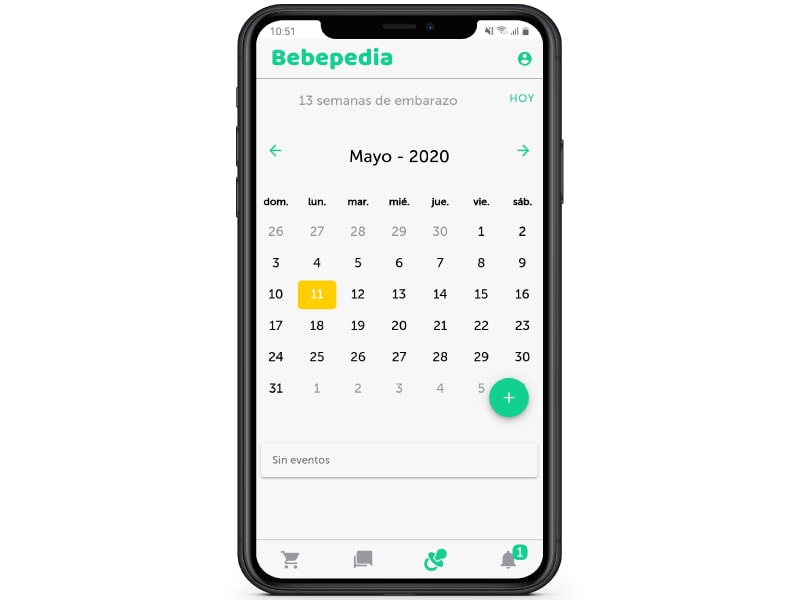 10:51
Bebepedia
13 semanas de embarazo HOY
Mayo - 2020
dom. lun. mar. mié. jue. vie. sáb.
26 27 28 29 30 1 2
3 4 5 6 7 8 9
10 11 12 13 14 15 16
17 18 19 20 21 22 23
24 25 26 27 28 29 30
31 1 2 3 4 5
+
Sin eventos
1